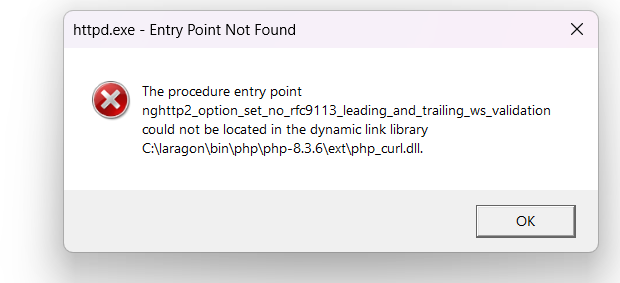 httpd.exe - Entry Point Not Found
The procedure entry point
nghttp2_option_set_no_rfc9113_leading_and_trailing_ws_validation
could not be located in the dynamic link library
C:\laragon\bin\php\php-8.3.6\ext\php_curl.dll.
OK